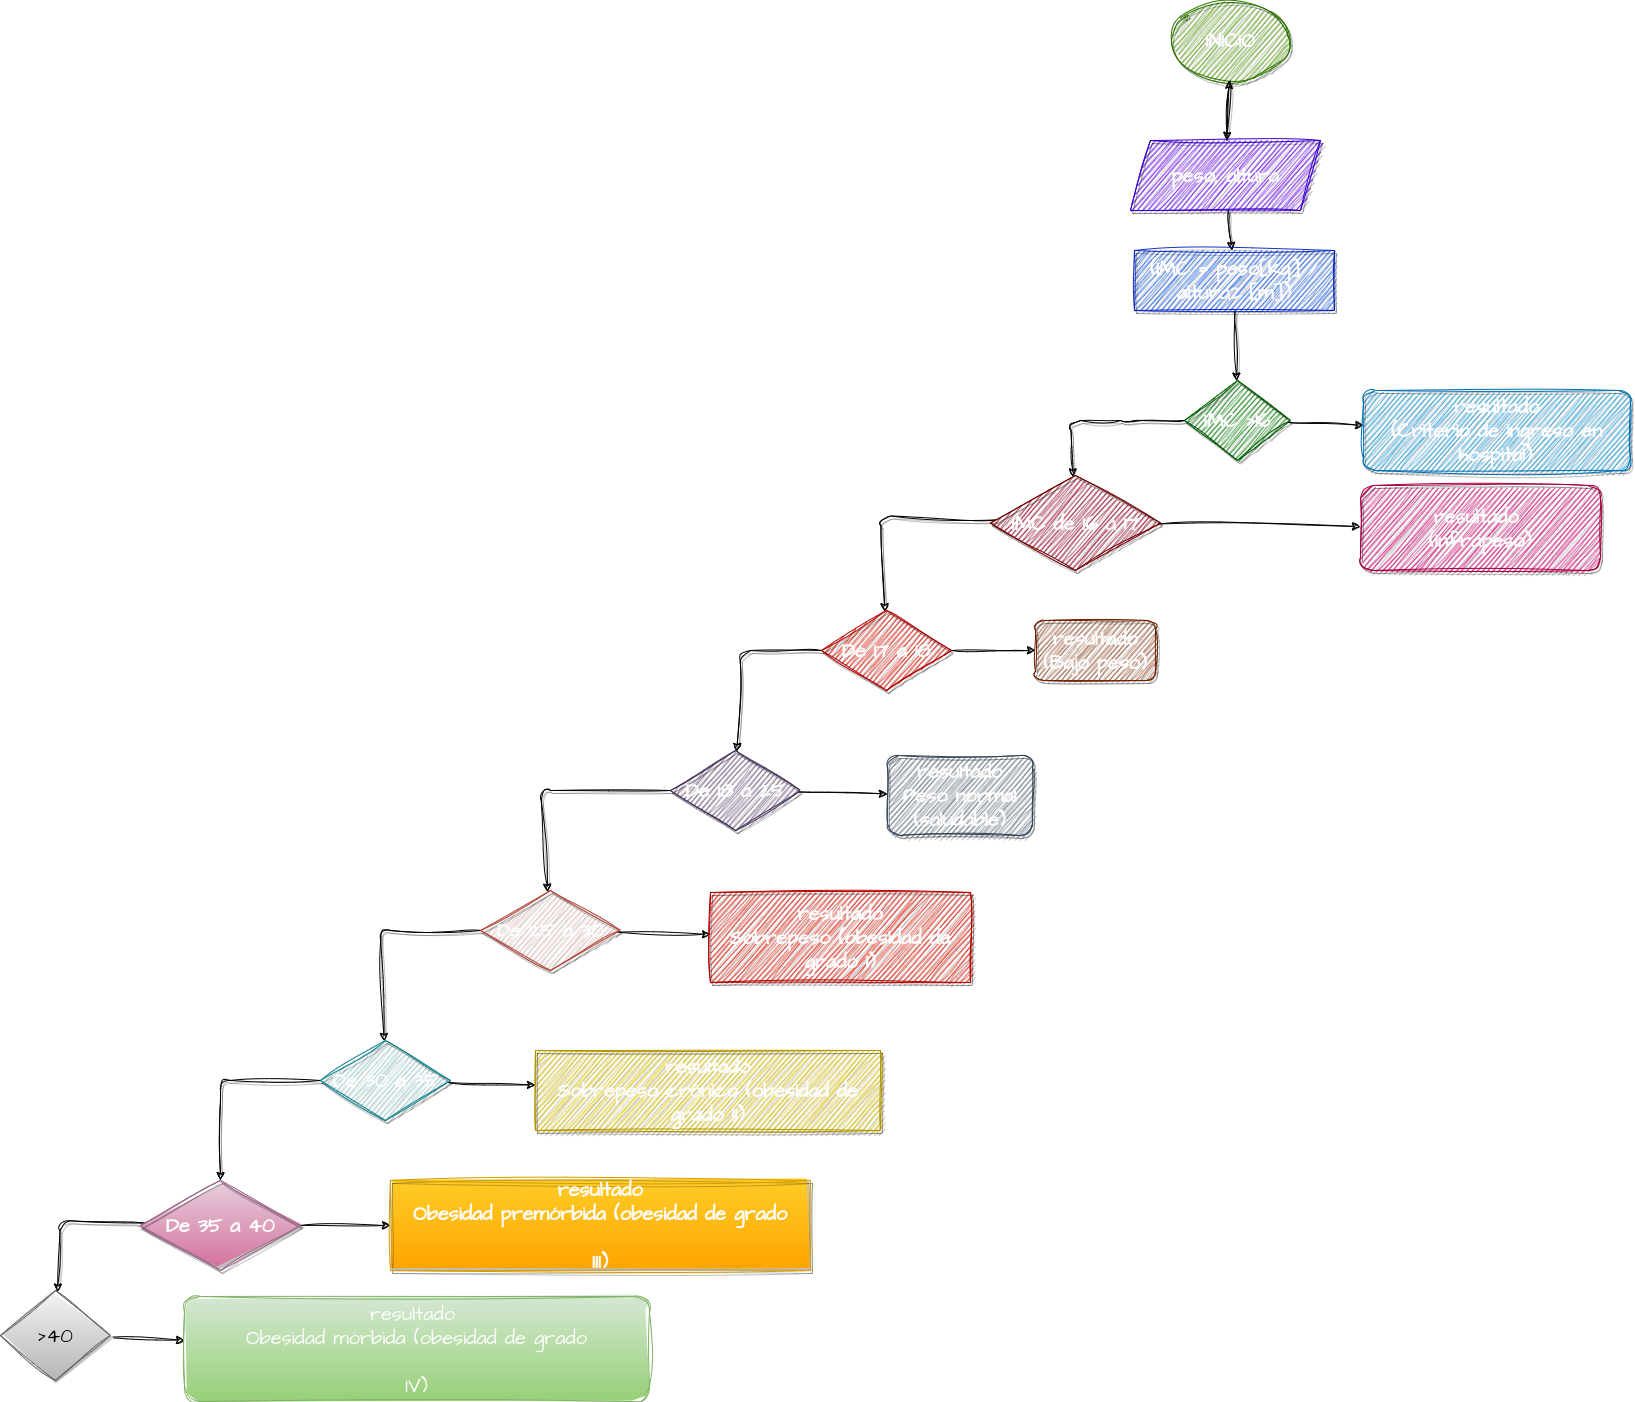 INICIO
peso, altura
(IMC = peso[kg] /
altura2 [m])
IMC >16
resultado
(Criterio de ingreso en
hospital)
IMC de 16 a 17
resultado
(infrapeso)
De 17 a 18
resultado
(Bajo peso)
De 18 a 25
resultado
Peso normal
(saludable)
De 25 a 30
resultado
Sobrepeso (obesidad de
grado I)
De 30 a 35
resultado
Sobrepeso crónica (obesidad de
grado II)
De 35 a 40
resultado
Obesidad premórbida (obesidad de grado
III)
>40
resultado
Obesidad mórbida (obesidad de grado
IV)